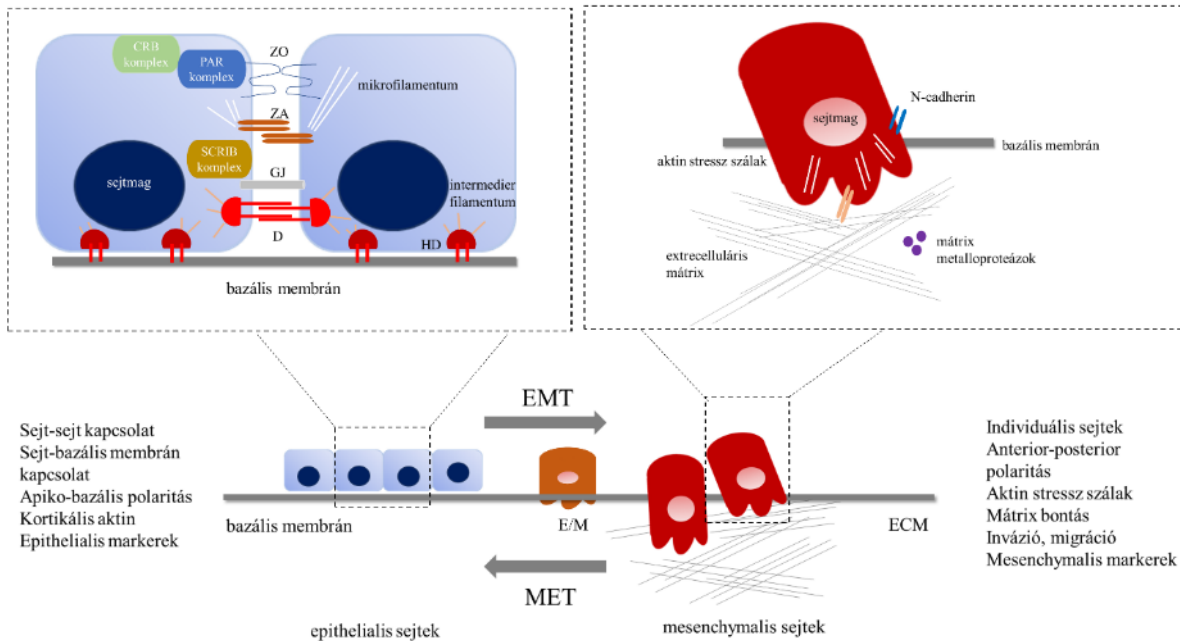 CRB
komplex
PAR
komplex
ZO
mikrofilamentum
ZA
SCRIB
komplex
sejtmag
GJ
intermedier
filamentum
D
HD
bazális membrán
N-cadherin
sejtmag
bazális membrán
aktin stressz szálak
extrecelluláris
mátrix
mátrix
metalloproteázok
EMT
Sejt-sejt kapcsolat
Sejt-bazális membrán
kapcsolat
Apiko-bazális polaritás
Kortikális aktin
Epithelialis markerek
bazális membrán
E/M
ECM
MET
epithelialis sejtek
mesenchymalis sejtek
Individuális sejtek
Anterior-posterior
polaritás
Aktin stressz szálak
Mátrix bontás
Invázió, migráció
Mesenchymalis markerek